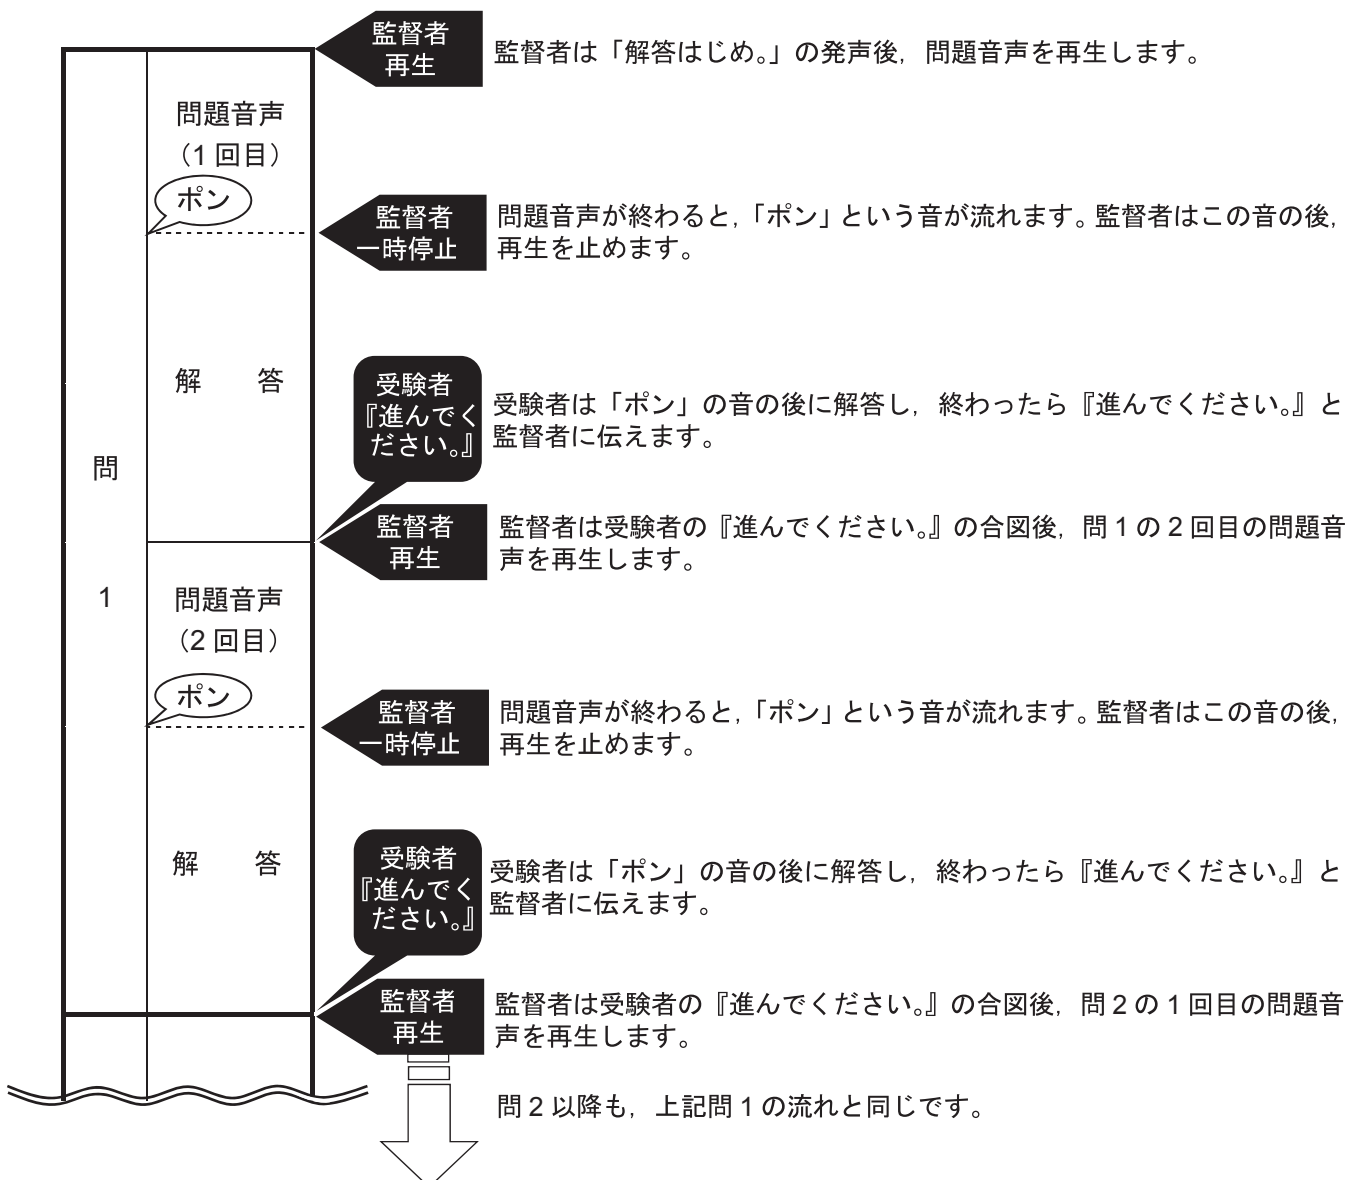 監督者
再生
監督者は「解答はじめ。」の発声後，問題音声を再生します。
問題音声
（1 回目）
ポン
監督者
一時停止
問題音声が終わると，「ポン」という音が流れます。監督者はこの音の後，
再生を止めます。
解　　答
受験者
『進んでく
ださい。』
受験者は「ポン」の音の後に解答し，終わったら『進んでください。』と
監督者に伝えます。
問
1
監督者
再生
監督者は受験者の『進んでください。』の合図後，問 1 の 2 回目の問題音
声を再生します。
問題音声
（2 回目）
ポン
監督者
一時停止
問題音声が終わると，「ポン」という音が流れます。監督者はこの音の後，
再生を止めます。
解　　答
受験者
『進んでく
ださい。』
受験者は「ポン」の音の後に解答し，終わったら『進んでください。』と
監督者に伝えます。
監督者
再生
監督者は受験者の『進んでください。』の合図後，問 2 の 1 回目の問題音
声を再生します。
問 2 以降も，上記問 1 の流れと同じです。